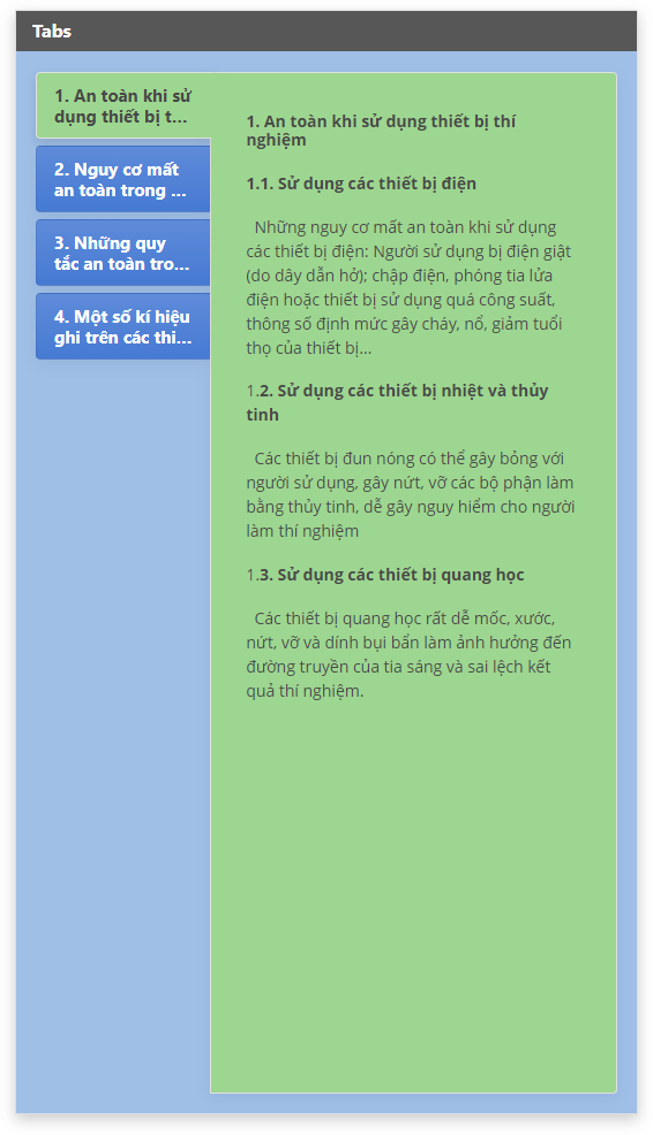 Tabs
1. An toàn khi sử
dụng thiết bị t...
2. Nguy cơ mất
an toàn trong ...
3. Những quy
tắc an toàn tro...
4. Một số kí hiệu
ghi trên các thi...
1. An toàn khi sử dụng thiết bị thí
nghiệm
1.1. Sử dụng các thiết bị điện
Những nguy cơ mất an toàn khi sử dụng
các thiết bị điện: Người sử dụng bị điện giật
(do dây dẫn hở); chập điện, phóng tia lửa
điện hoặc thiết bị sử dụng quá công suất,
thông số định mức gây cháy, nổ, giảm tuổi
thọ của thiết bị...
1.2. Sử dụng các thiết bị nhiệt và thủy
tinh
Các thiết bị đun nóng có thể gây bỏng với
người sử dụng, gây nứt, vỡ các bộ phận làm
bằng thủy tinh, dễ gây nguy hiểm cho người
làm thí nghiệm
1.3. Sử dụng các thiết bị quang học
Các thiết bị quang học rất dễ mốc, xước,
nứt, vỡ và dính bụi bẩn làm ảnh hưởng đến
đường truyền của tia sáng và sai lệch kết
quả thí nghiệm.